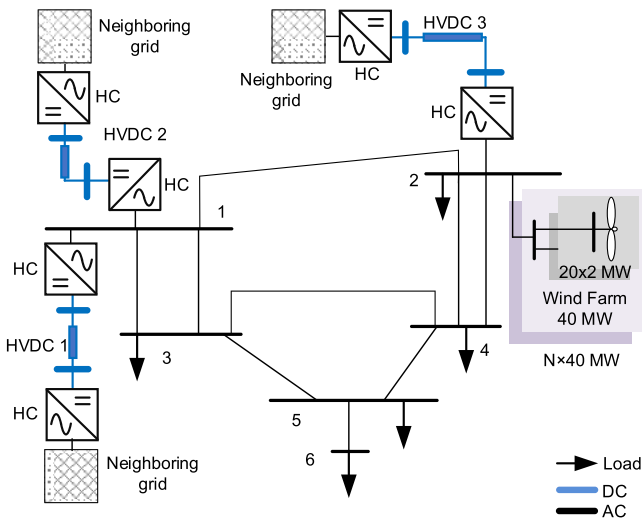 Neighboring
grid
HVDC 3
HC
Neighboring
grid
HC
HVDC 2
HC
HC
2
1
HC
20x2 MW
Wind Farm
40 MW
N×40 MW
HVDC 1
3
4
HC
5
6
Neighboring
grid
Load
DC
AC